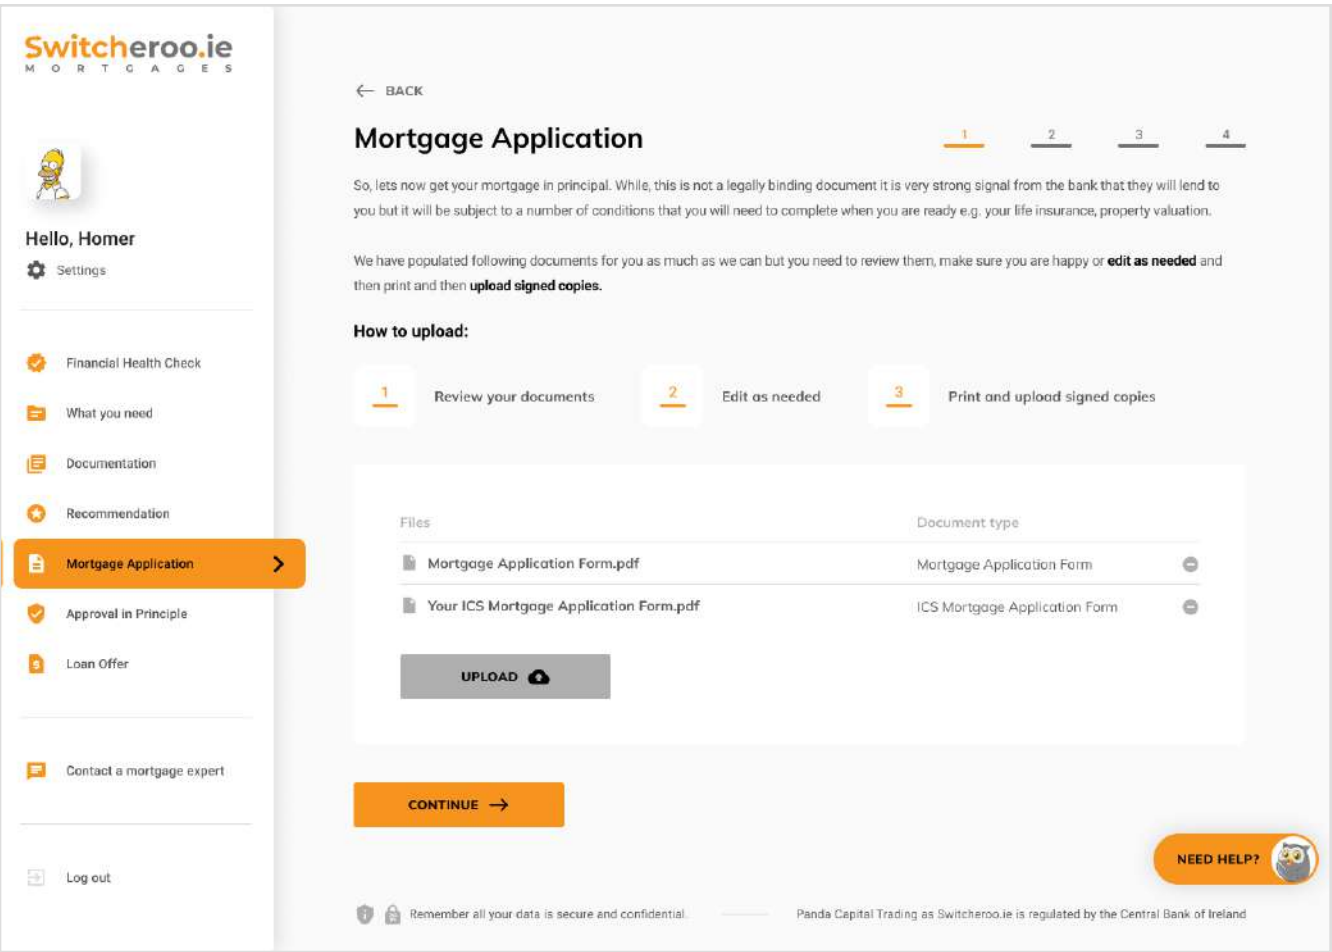 Switcheroo.ie
MORTGAGES
Hello, Homer
Settings
Financial Health Check
What you need
Documentation
Recommendation
Mortgage Application
Approval in Principle
Loan Offer
Contact a mortgage expert
Log out
BACK
Mortgage Application
1 2 3 4
So, lets now get your mortgage in principal. While, this is not a legally binding document it is very strong signal from the bank that they will lend to
you but it will be subject to a number of conditions that you will need to complete when you are ready e.g. your life insurance, property valuation.
We have populated following documents for you as much as we can but you need to review them, make sure you are happy or edit as needed and
then print and then upload signed copies.
How to upload:
1 Review your documents 2 Edit as needed 3 Print and upload signed copies
Files Document type
Mortgage Application Form.pdf Mortgage Application Form
Your ICS Mortgage Application Form.pdf ICS Mortgage Application Form
UPLOAD
CONTINUE
NEED HELP?
Remember all your data is secure and confidential. Panda Capital Trading as Switcheroo.ie is regulated by the Central Bank of Ireland